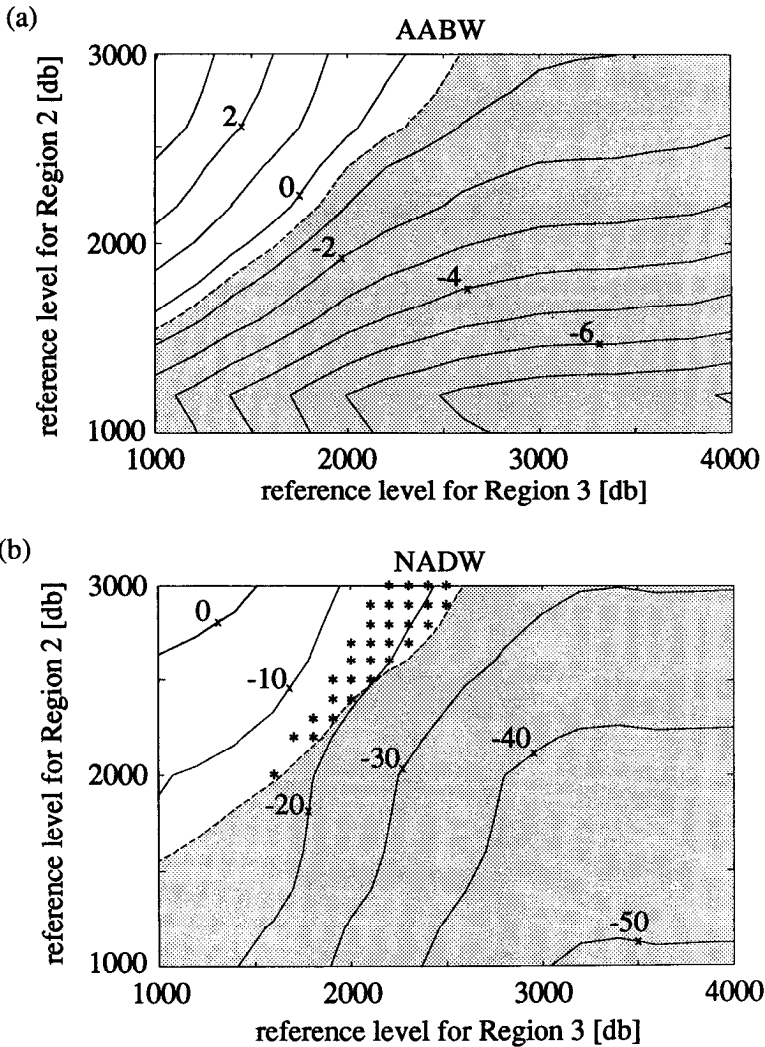 (a)
AABW
reference level for Region 2 [db]
3000
2000
1000
2
0
-2
-4
-6
1000 2000 3000 4000
reference level for Region 3 [db]
(b)
NADW
reference level for Region 2 [db]
3000
2000
1000
0
-10
-20
-30
-40
-50
1000 2000 3000 4000
reference level for Region 3 [db]